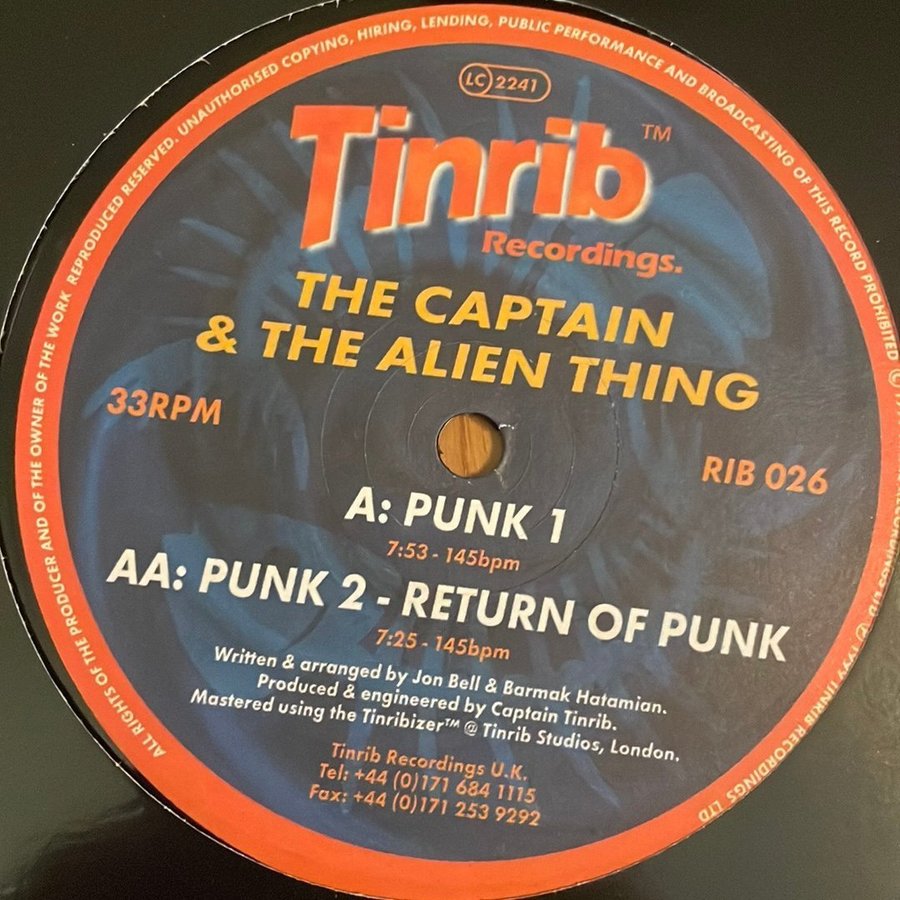 ALL RIGHTS OF THE PRODUCER AND OF THE OWNER OF THE WORK REPRODUCED RESERVED. UNAUTHORISED COPYING, HIRING, LENDING, PUBLIC PERFORMANCE AND BROADCASTING OF THIS RECORD PROHIBITED
1997 TINRIB RECORDINGS LTD
LC 2241
Tinrib™
Recordings.
THE CAPTAIN
& THE ALIEN THING
33RPM
RIB 026
A: PUNK 1
7:53 - 145bpm
AA: PUNK 2 - RETURN OF PUNK
7:25 - 145bpm
Written & arranged by Jon Bell & Barmak Hatamian.
Produced & engineered by Captain Tinrib.
Mastered using the Tinribizer™ @ Tinrib Studios, London.
Tinrib Recordings U.K.
Tel: +44 (0)171 684 1115
Fax: +44 (0)171 253 9292